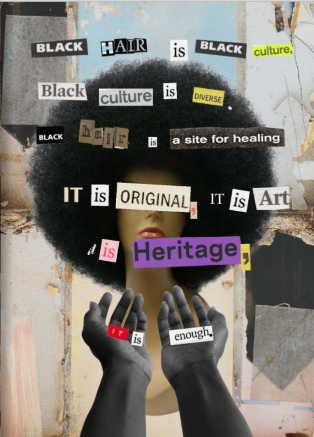 BLACK HAIR is BLACK culture,
Black culture is DIVERSE
BLACK hair is a site for healing
IT is ORIGINAL, IT is Art
it is Heritage,
IT is enough.